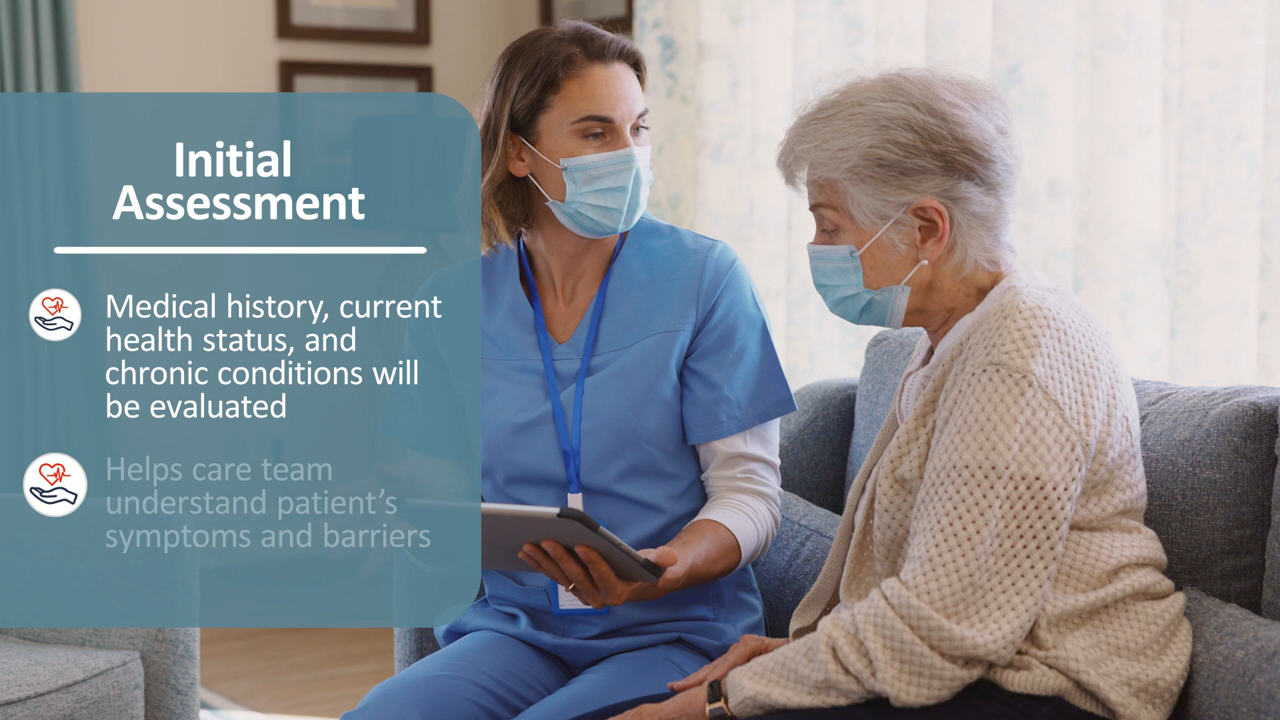 Initial
Assessment
Medical history, current
health status, and
chronic conditions will
be evaluated
Helps care team
understand patient’s
symptoms and barriers